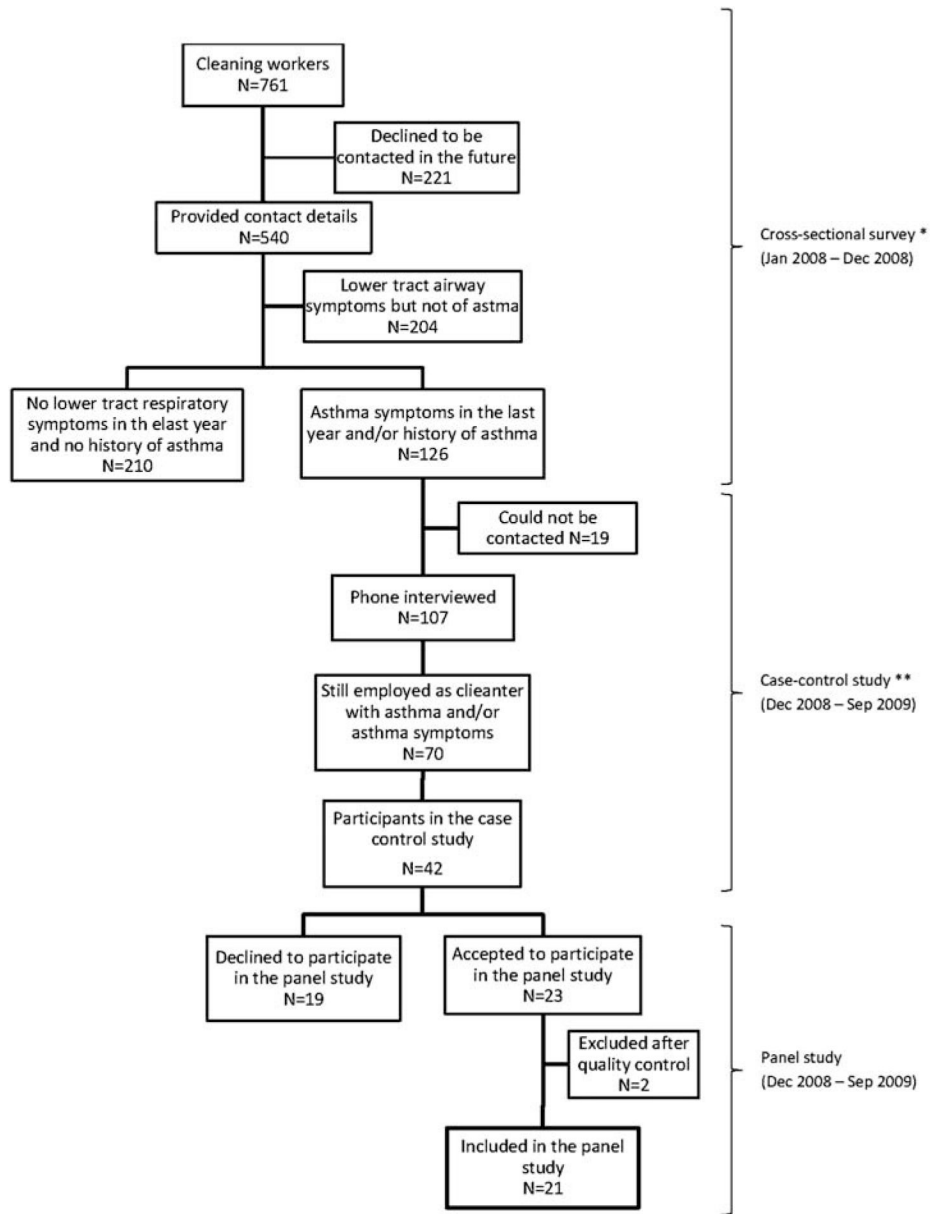 Cleaning workers
N=761
Declined to be
contacted in the future
N=221
Provided contact details
N=540
Cross-sectional survey *
(Jan 2008 – Dec 2008)
Lower tract airway
symptoms but not of astma
N=204
No lower tract respiratory
symptoms in th elast year
and no history of asthma
N=210
Asthma symptoms in the last
year and/or history of asthma
N=126
Could not be
contacted N=19
Phone interviewed
N=107
Still employed as clieanter
with asthma and/or
asthma symptoms
N=70
Case-control study **
(Dec 2008 – Sep 2009)
Participants in the case
control study
N=42
Declined to participate
in the panel study
N=19
Accepted to participate
in the panel study
N=23
Excluded after
quality control
N=2
Panel study
(Dec 2008 – Sep 2009)
Included in the panel
study
N=21